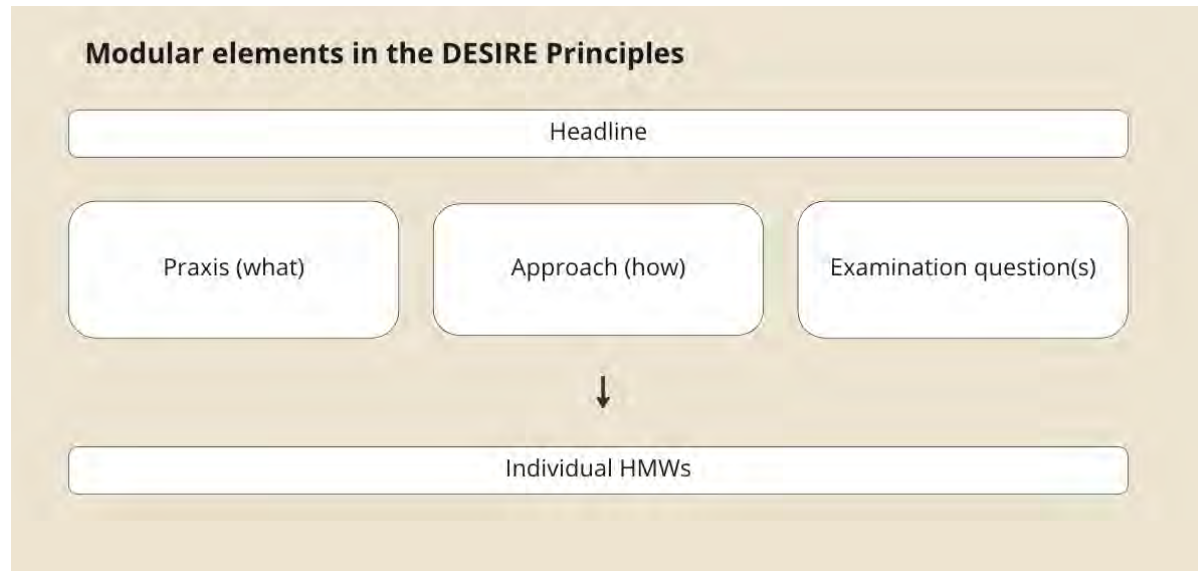 Modular elements in the DESIRE Principles
Headline
Praxis (what)
Approach (how)
Examination question(s)
Individual HMWs